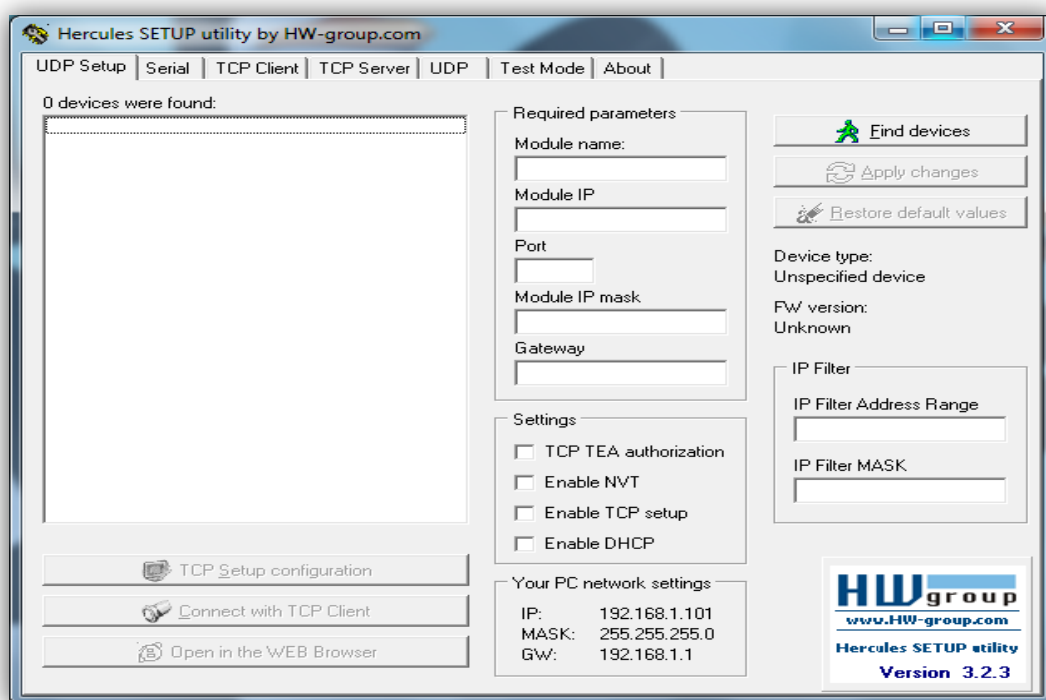 Hercules SETUP utility by HW-group.com
UDP Setup Serial TCP Client TCP Server UDP Test Mode About
0 devices were found:
Required parameters
Module name:
Module IP
Port
Module IP mask
Gateway
Settings
TCP TEA authorization
Enable NVT
Enable TCP setup
Enable DHCP
TCP Setup configuration
Connect with TCP Client
Open in the WEB Browser
Your PC network settings
IP: 192.168.1.101
MASK: 255.255.255.0
GW: 192.168.1.1
Find devices
Apply changes
Restore default values
Device type:
Unspecified device
FW version:
Unknown
IP Filter
IP Filter Address Range
IP Filter MASK
HWgroup
www.HW-group.com
Hercules SETUP utility
Version 3.2.3